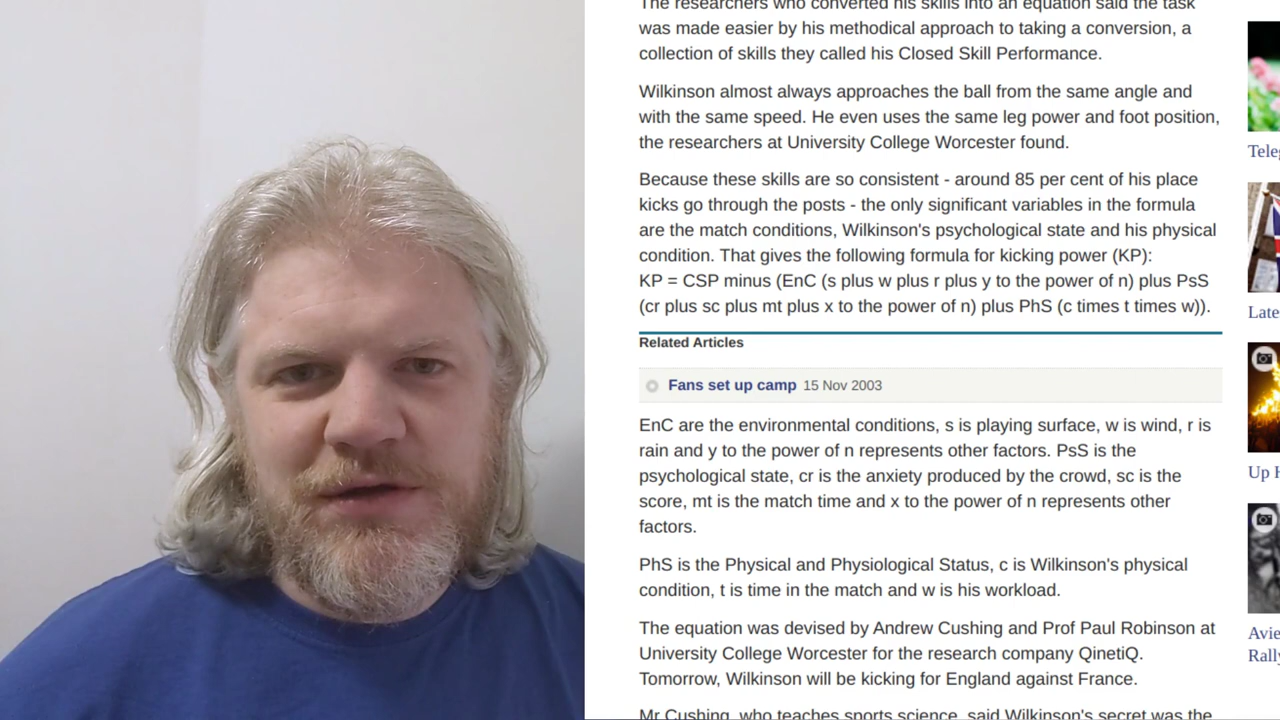 The researchers who converted his skills into an equation said the task
was made easier by his methodical approach to taking a conversion, a
collection of skills they called his Closed Skill Performance.
Wilkinson almost always approaches the ball from the same angle and
with the same speed. He even uses the same leg power and foot position,
the researchers at University College Worcester found.
Because these skills are so consistent - around 85 per cent of his place
kicks go through the posts - the only significant variables in the formula
are the match conditions, Wilkinson's psychological state and his physical
condition. That gives the following formula for kicking power (KP):
KP = CSP minus (EnC (s plus w plus r plus y to the power of n) plus PsS
(cr plus sc plus mt plus x to the power of n) plus PhS (c times t times w)).
Related Articles
Fans set up camp 15 Nov 2003
EnC are the environmental conditions, s is playing surface, w is wind, r is
rain and y to the power of n represents other factors. PsS is the
psychological state, cr is the anxiety produced by the crowd, sc is the
score, mt is the match time and x to the power of n represents other
factors.
PhS is the Physical and Physiological Status, c is Wilkinson's physical
condition, t is time in the match and w is his workload.
The equation was devised by Andrew Cushing and Prof Paul Robinson at
University College Worcester for the research company QinetiQ.
Tomorrow, Wilkinson will be kicking for England against France.
Mr Cushing, who teaches sports science, said Wilkinson's secret was the
Tele
Late
Up H
Avie
Rally